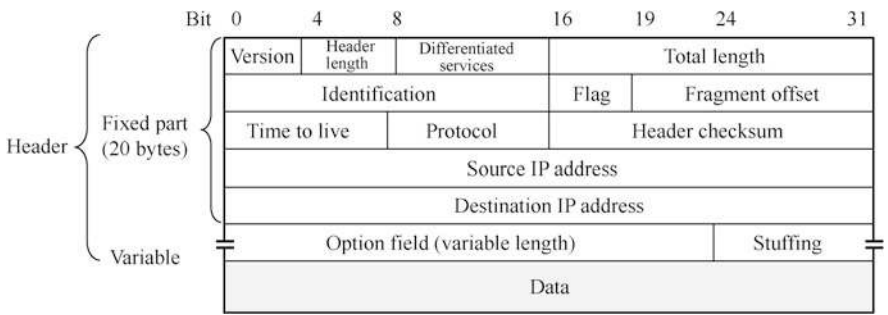 Bit 0 4 8 16 19 24 31
Version Header length Differentiated services Total length
Identification Flag Fragment offset
Time to live Protocol Header checksum
Source IP address
Destination IP address
Option field (variable length) Stuffing
Data
Header
Fixed part
(20 bytes)
Variable